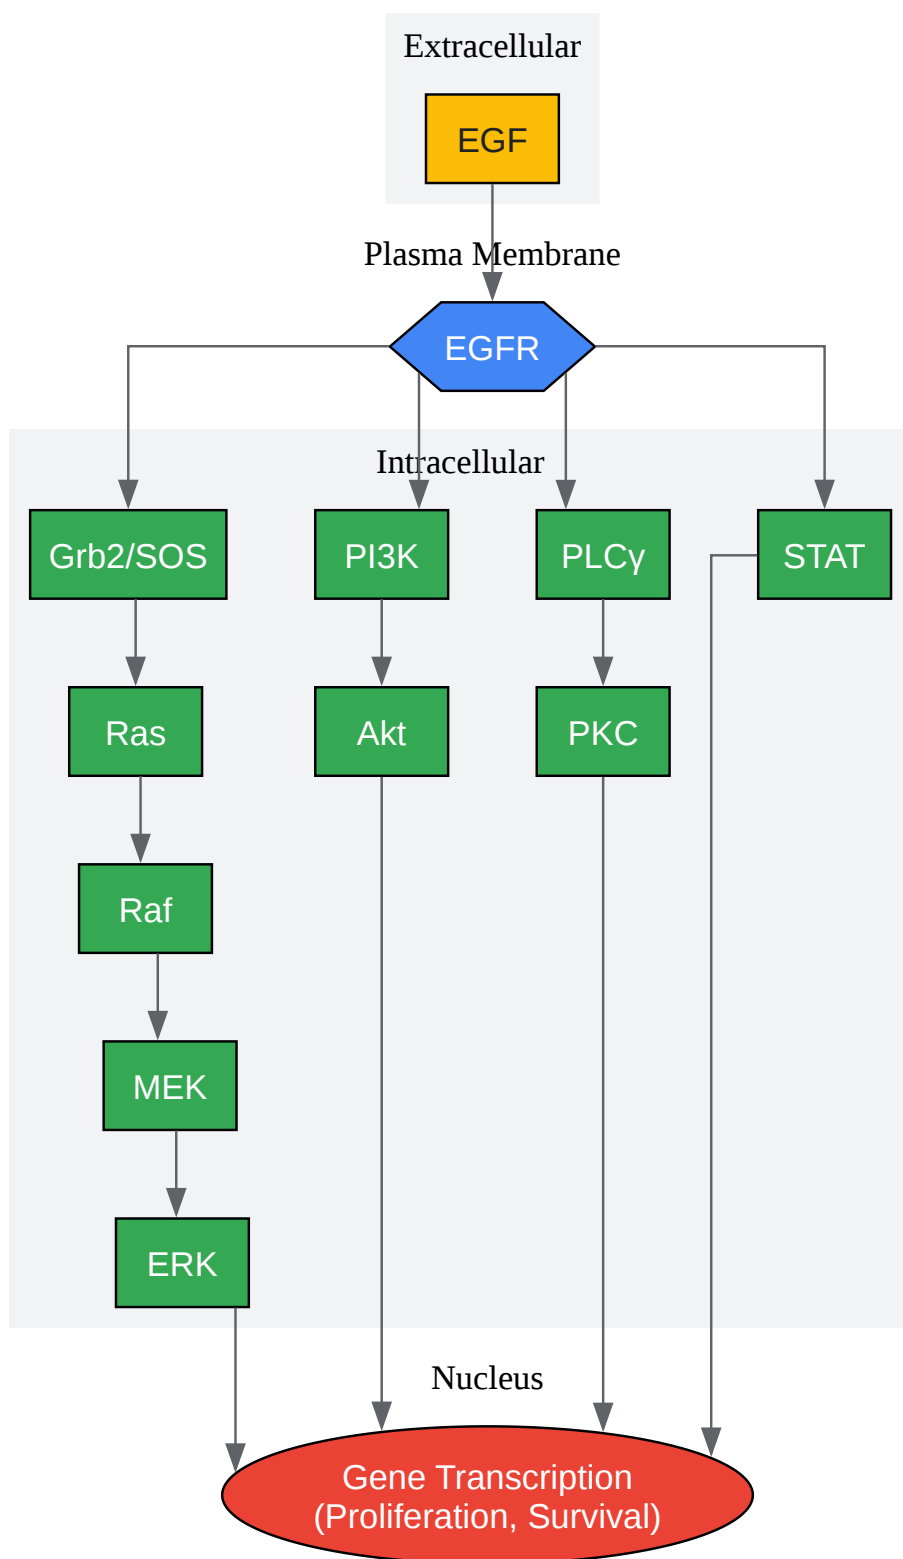 Extracellular
EGF
Plasma Membrane
EGFR
Intracellular
Grb2/SOS
PI3K
PLCγ
STAT
Ras
Akt
PKC
Raf
MEK
ERK
Nucleus
Gene Transcription
(Proliferation, Survival)